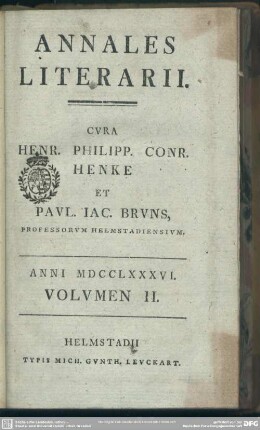 ANNALES
LITERARII.
CVRA
HENR. PHILIPP. CONR.
HENKE
ET
PAVL. IAC. BRVNS,
PROFESSORVM HELMSTADIENSIVM.
ANNI MDCCLXXXVI.
VOLVMEN II.
HELMSTADII
TYPIS MICH. GVNTH. LEVCKART.
DFG